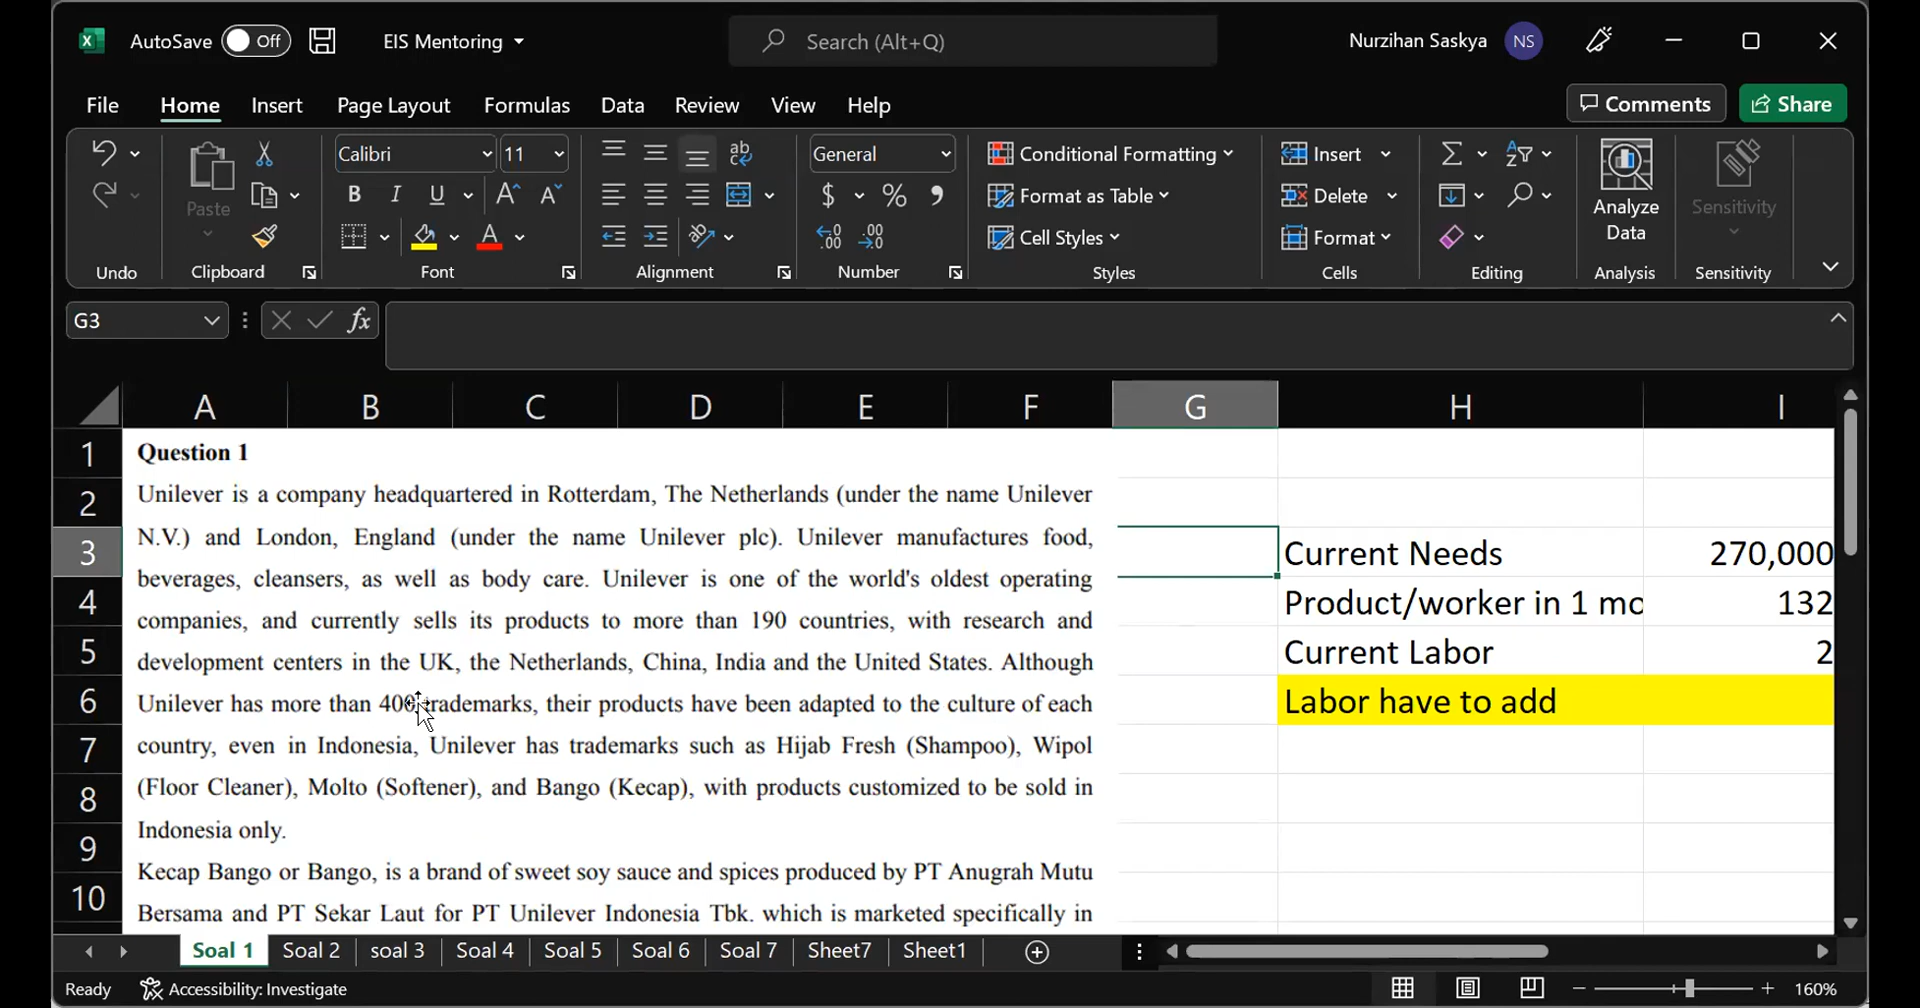 AutoSave Off EIS Mentoring Search (Alt+Q) Nurzihan Saskya NS
File Home Insert Page Layout Formulas Data Review View Help Comments Share
Calibri 11 General Conditional Formatting Insert
Paste B I U Format as Table Delete Analyze Data Sensitivity
Cell Styles Format
Undo Clipboard Font Alignment Number Styles Cells Editing Analysis Sensitivity
G3 fx
A B C D E F G H I
1
2
3
4
5
6
7
8
9
10
Question 1
Unilever is a company headquartered in Rotterdam, The Netherlands (under the name Unilever
N.V.) and London, England (under the name Unilever plc). Unilever manufactures food,
beverages, cleansers, as well as body care. Unilever is one of the world's oldest operating
companies, and currently sells its products to more than 190 countries, with research and
development centers in the UK, the Netherlands, China, India and the United States. Although
Unilever has more than 400 trademarks, their products have been adapted to the culture of each
country, even in Indonesia, Unilever has trademarks such as Hijab Fresh (Shampoo), Wipol
(Floor Cleaner), Molto (Softener), and Bango (Kecap), with products customized to be sold in
Indonesia only.
Kecap Bango or Bango, is a brand of sweet soy sauce and spices produced by PT Anugrah Mutu
Bersama and PT Sekar Laut for PT Unilever Indonesia Tbk. which is marketed specifically in
Current Needs 270,000
Product/worker in 1 mo 132
Current Labor 2
Labor have to add
Soal 1 Soal 2 soal 3 Soal 4 Soal 5 Soal 6 Soal 7 Sheet7 Sheet1
Ready Accessibility: Investigate 160%